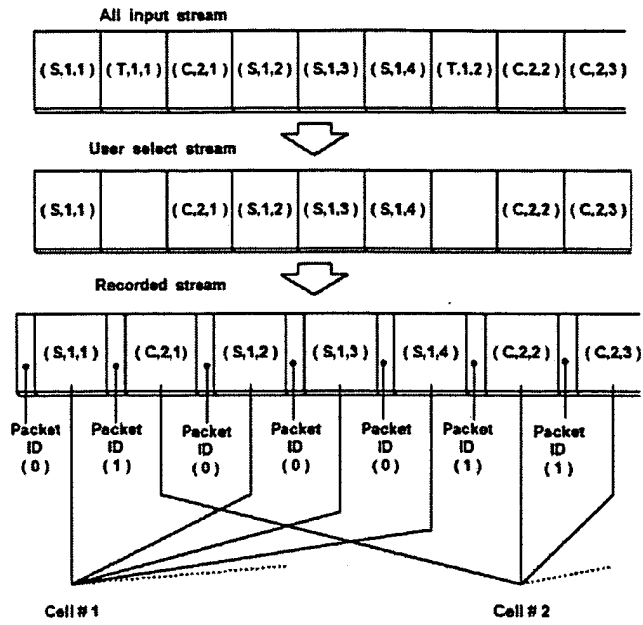 All input stream
( S,1,1 ) ( T,1,1 ) ( C,2,1 ) ( S,1,2 ) ( S,1,3 ) ( S,1,4 ) ( T.1,2 ) ( C,2,2 ) ( C,2,3 )
User select stream
( S,1,1 ) ( C,2,1 ) ( S,1,2 ) ( S,1,3 ) ( S,1,4 ) ( C,2,2 ) ( C,2,3 )
Recorded stream
( S,1,1 ) ( C,2,1 ) ( S,1,2 ) ( S,1,3 ) ( S,1,4 ) ( C,2,2 ) ( C,2,3 )
Packet ID ( 0 )
Packet ID ( 1 )
Packet ID ( 0 )
Packet ID ( 0 )
Packet ID ( 0 )
Packet ID ( 1 )
Packet ID ( 1 )
Cell # 1
Cell # 2